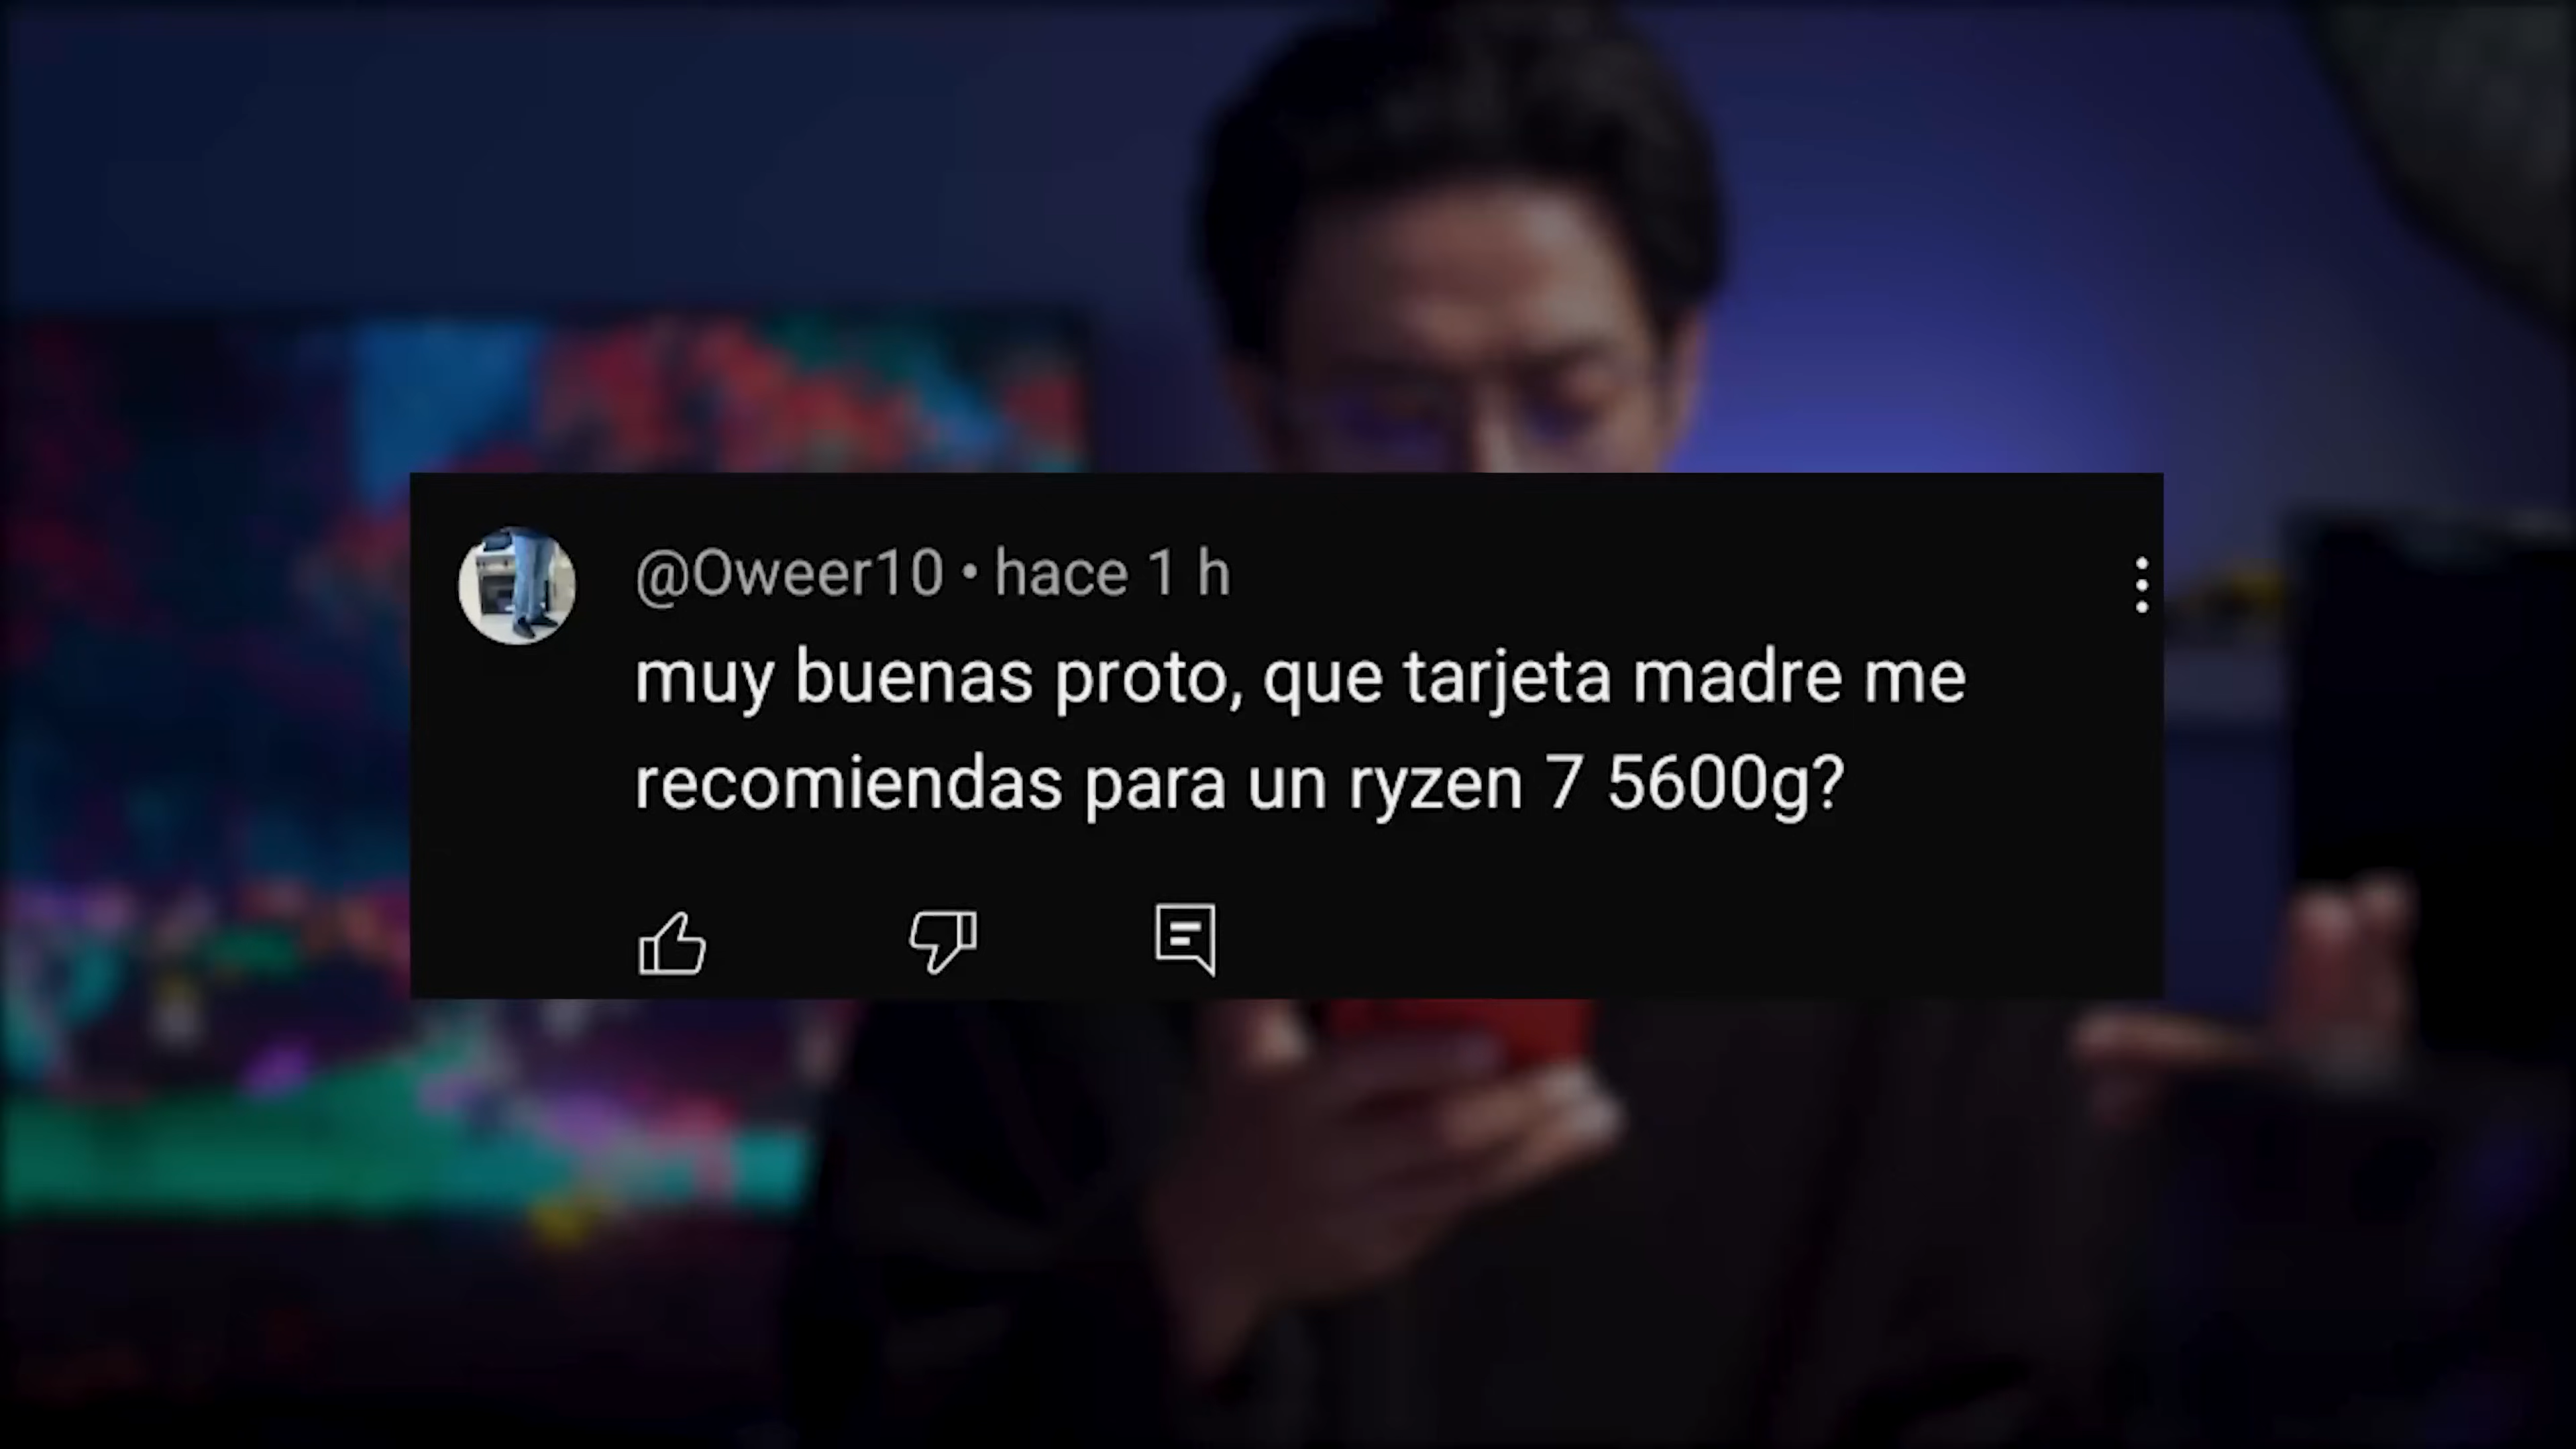 @Oweer10 • hace 1 h
muy buenas proto, que tarjeta madre me
recomiendas para un ryzen 7 5600g?